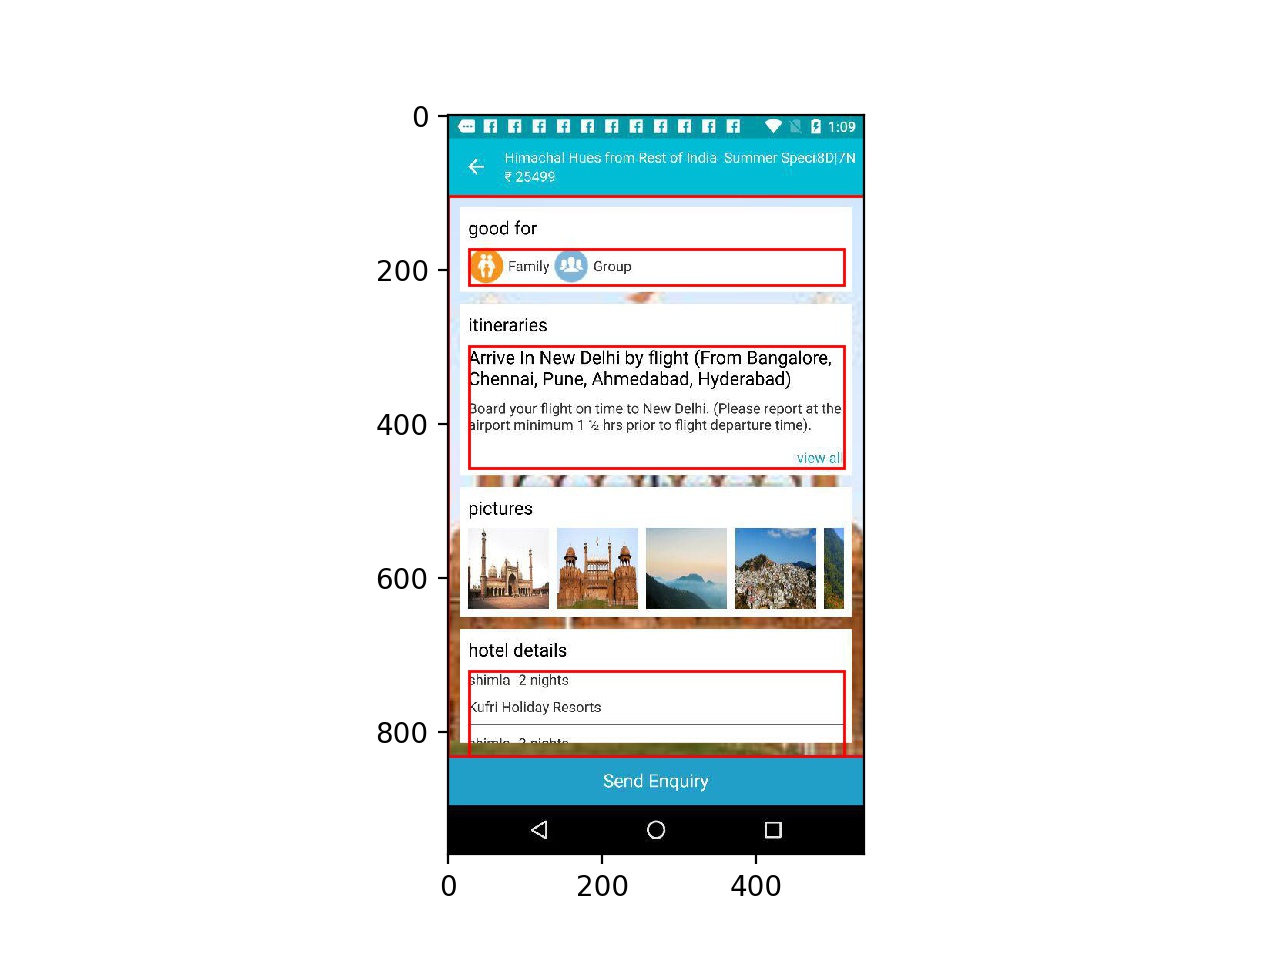 0
1:09
Himachal Hues from Rest of India Summer Speci8D|7N
₹ 25499
good for
200
Family Group
itineraries
Arrive In New Delhi by flight (From Bangalore,
Chennai, Pune, Ahmedabad, Hyderabad)
Board your flight on time to New Delhi. (Please report at the
400
airport minimum 1 ½ hrs prior to flight departure time).
view all
pictures
600
hotel details
shimla 2 nights
Kufri Holiday Resorts
800
shimla 2 nights
Send Enquiry
0 200 400